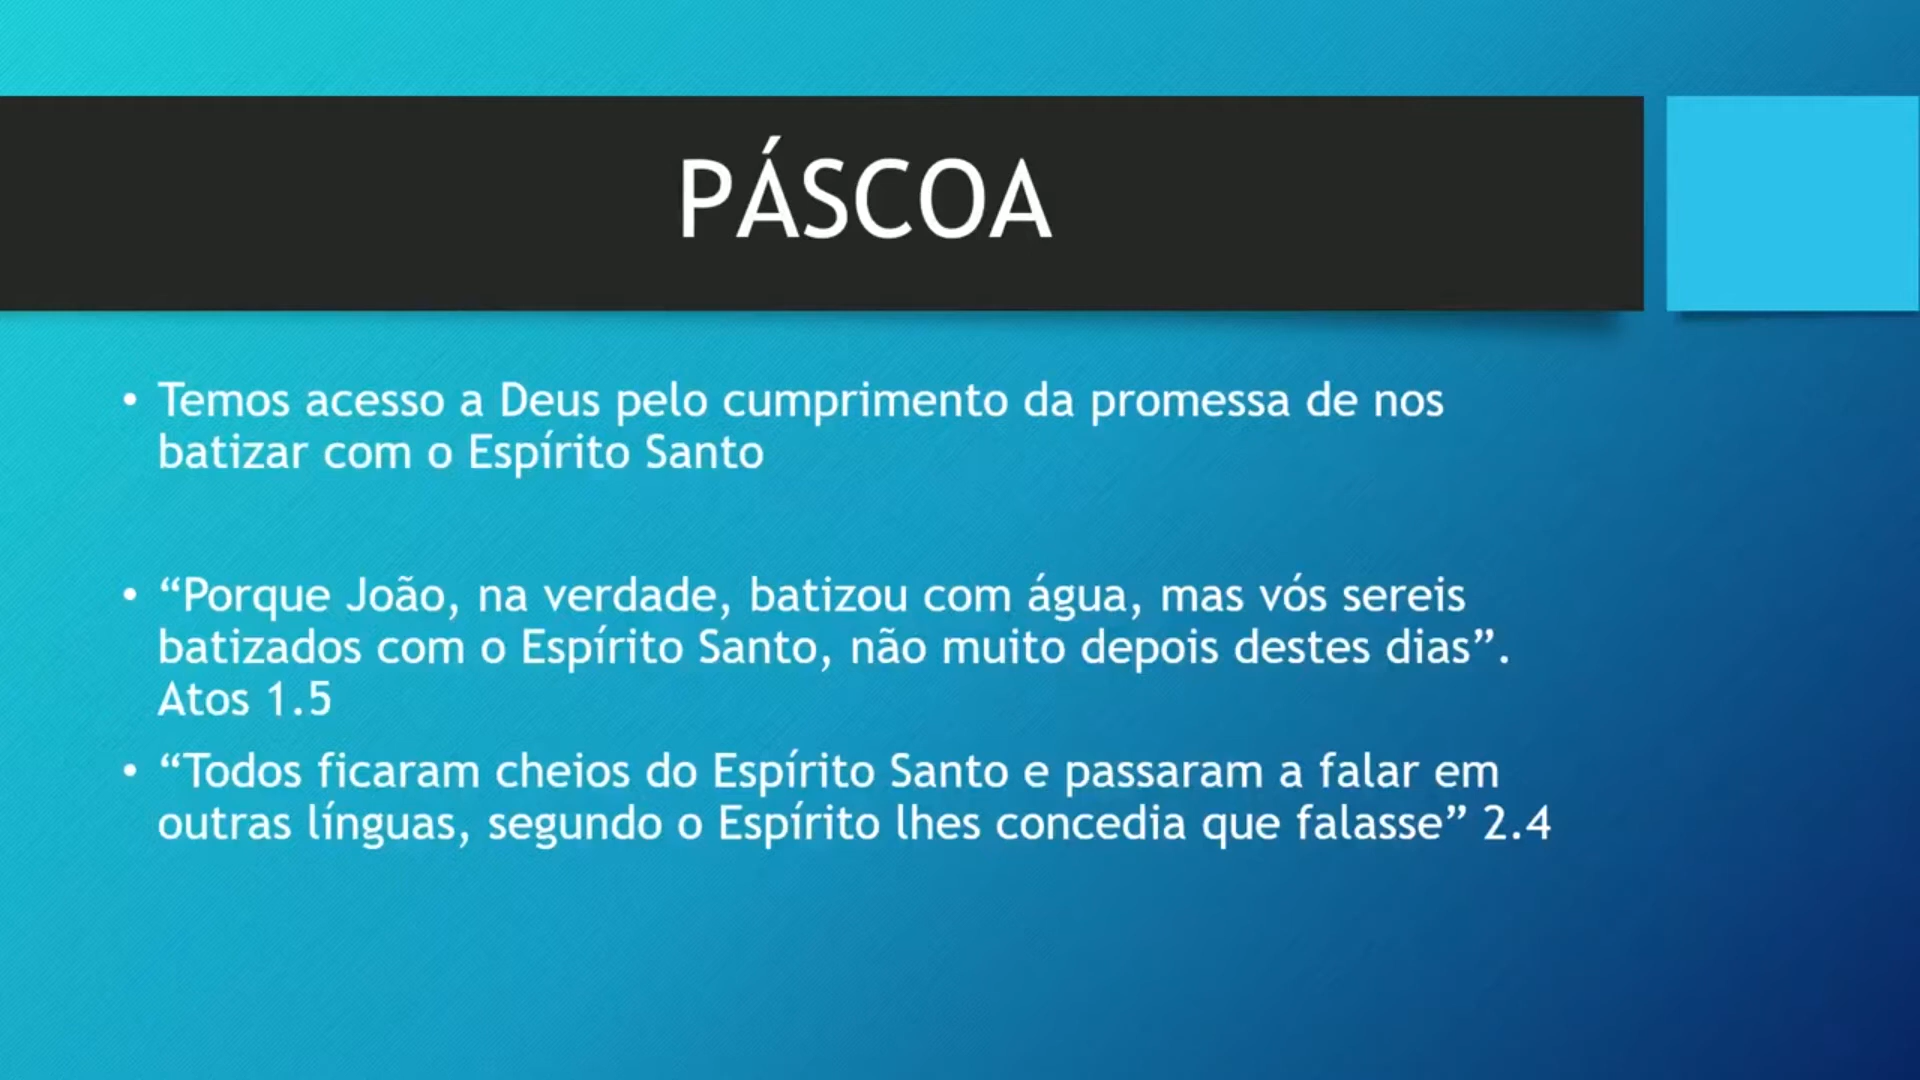 PÁSCOA
• Temos acesso a Deus pelo cumprimento da promessa de nos
batizar com o Espírito Santo
• “Porque João, na verdade, batizou com água, mas vós sereis
batizados com o Espírito Santo, não muito depois destes dias”.
Atos 1.5
• “Todos ficaram cheios do Espírito Santo e passaram a falar em
outras línguas, segundo o Espírito lhes concedia que falasse” 2.4